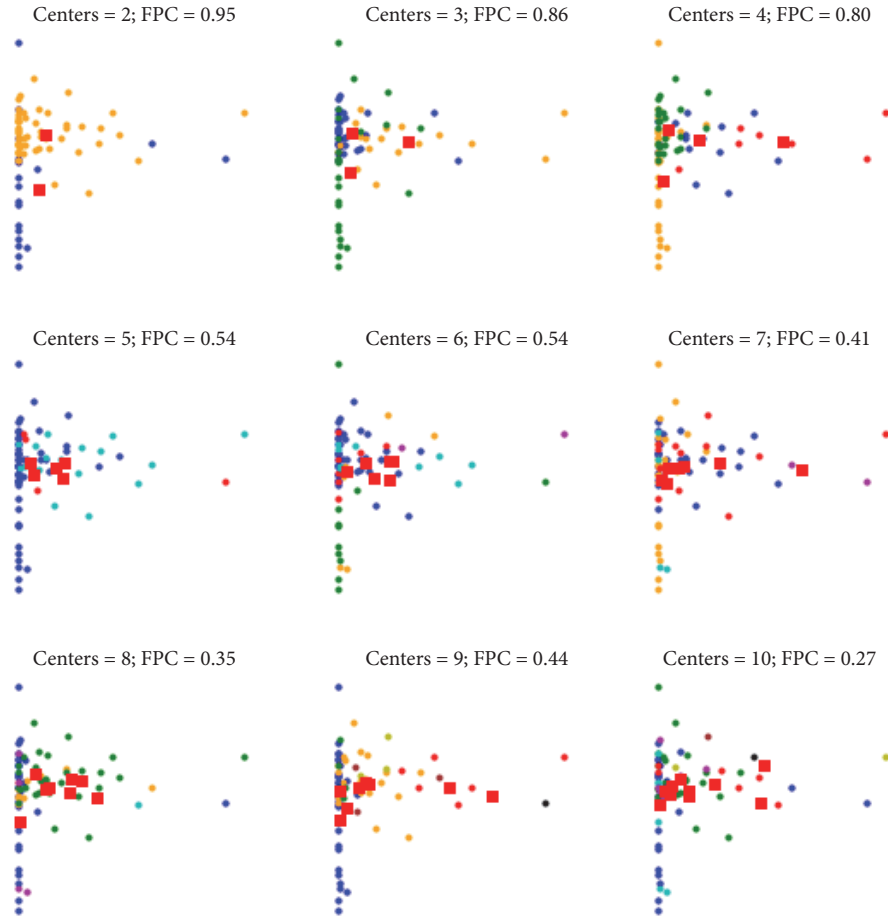 Centers = 2; FPC = 0.95
Centers = 3; FPC = 0.86
Centers = 4; FPC = 0.80
Centers = 5; FPC = 0.54
Centers = 6; FPC = 0.54
Centers = 7; FPC = 0.41
Centers = 8; FPC = 0.35
Centers = 9; FPC = 0.44
Centers = 10; FPC = 0.27